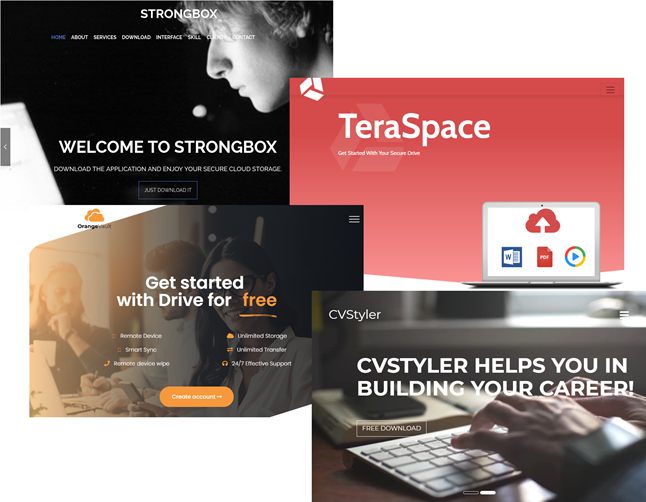 STRONGBOX
HOME ABOUT SERVICES DOWNLOAD INTERFACE SKILL CONTACT
WELCOME TO STRONGBOX
DOWNLOAD THE APPLICATION AND ENJOY YOUR SECURE CLOUD STORAGE.
JUST DOWNLOAD IT
TeraSpace
Get Started With Your Secure Drive
W
PDF
OrangeVault
Get started
with Drive for free
Remote Device
Unlimited Storage
Smart Sync
Unlimited Transfer
Remote device wipe
24/7 Effective Support
Create account
CVStyler
CVSTYLER HELPS YOU IN
BUILDING YOUR CAREER!
FREE DOWNLOAD